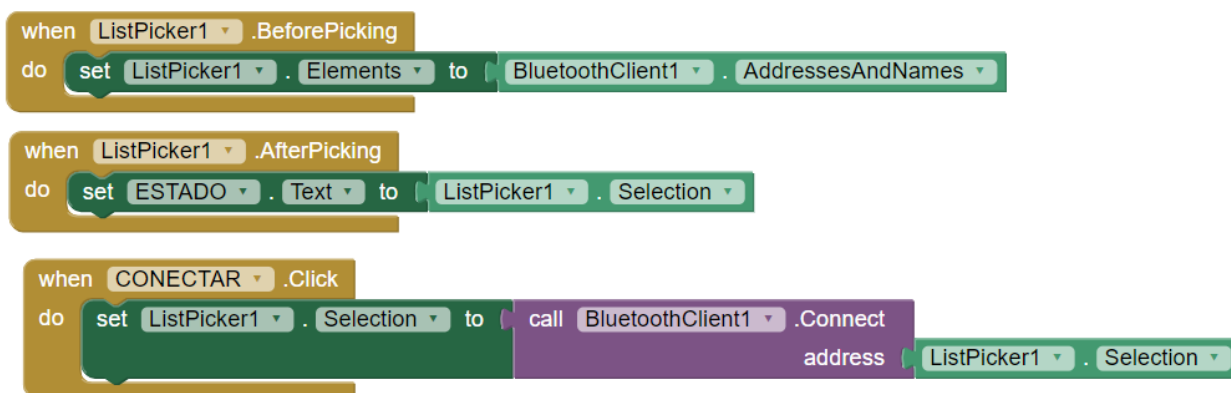 when ListPicker1 .BeforePicking
do set ListPicker1 . Elements to BluetoothClient1 . AddressesAndNames
when ListPicker1 .AfterPicking
do set ESTADO . Text to ListPicker1 . Selection
when CONECTAR .Click
do set ListPicker1 . Selection to call BluetoothClient1 .Connect
address ListPicker1 . Selection